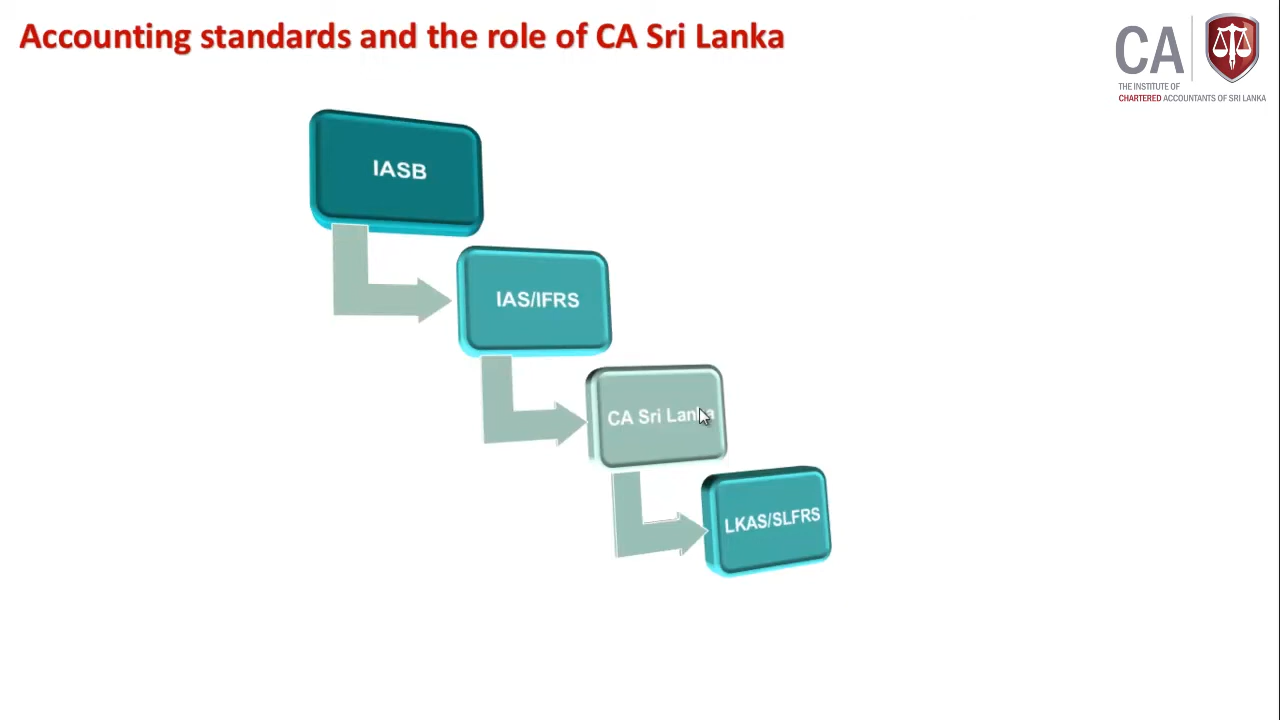 Accounting standards and the role of CA Sri Lanka
CA
THE INSTITUTE OF
CHARTERED ACCOUNTANTS OF SRI LANKA
IASB
IAS/IFRS
CA Sri Lanka
LKAS/SLFRS